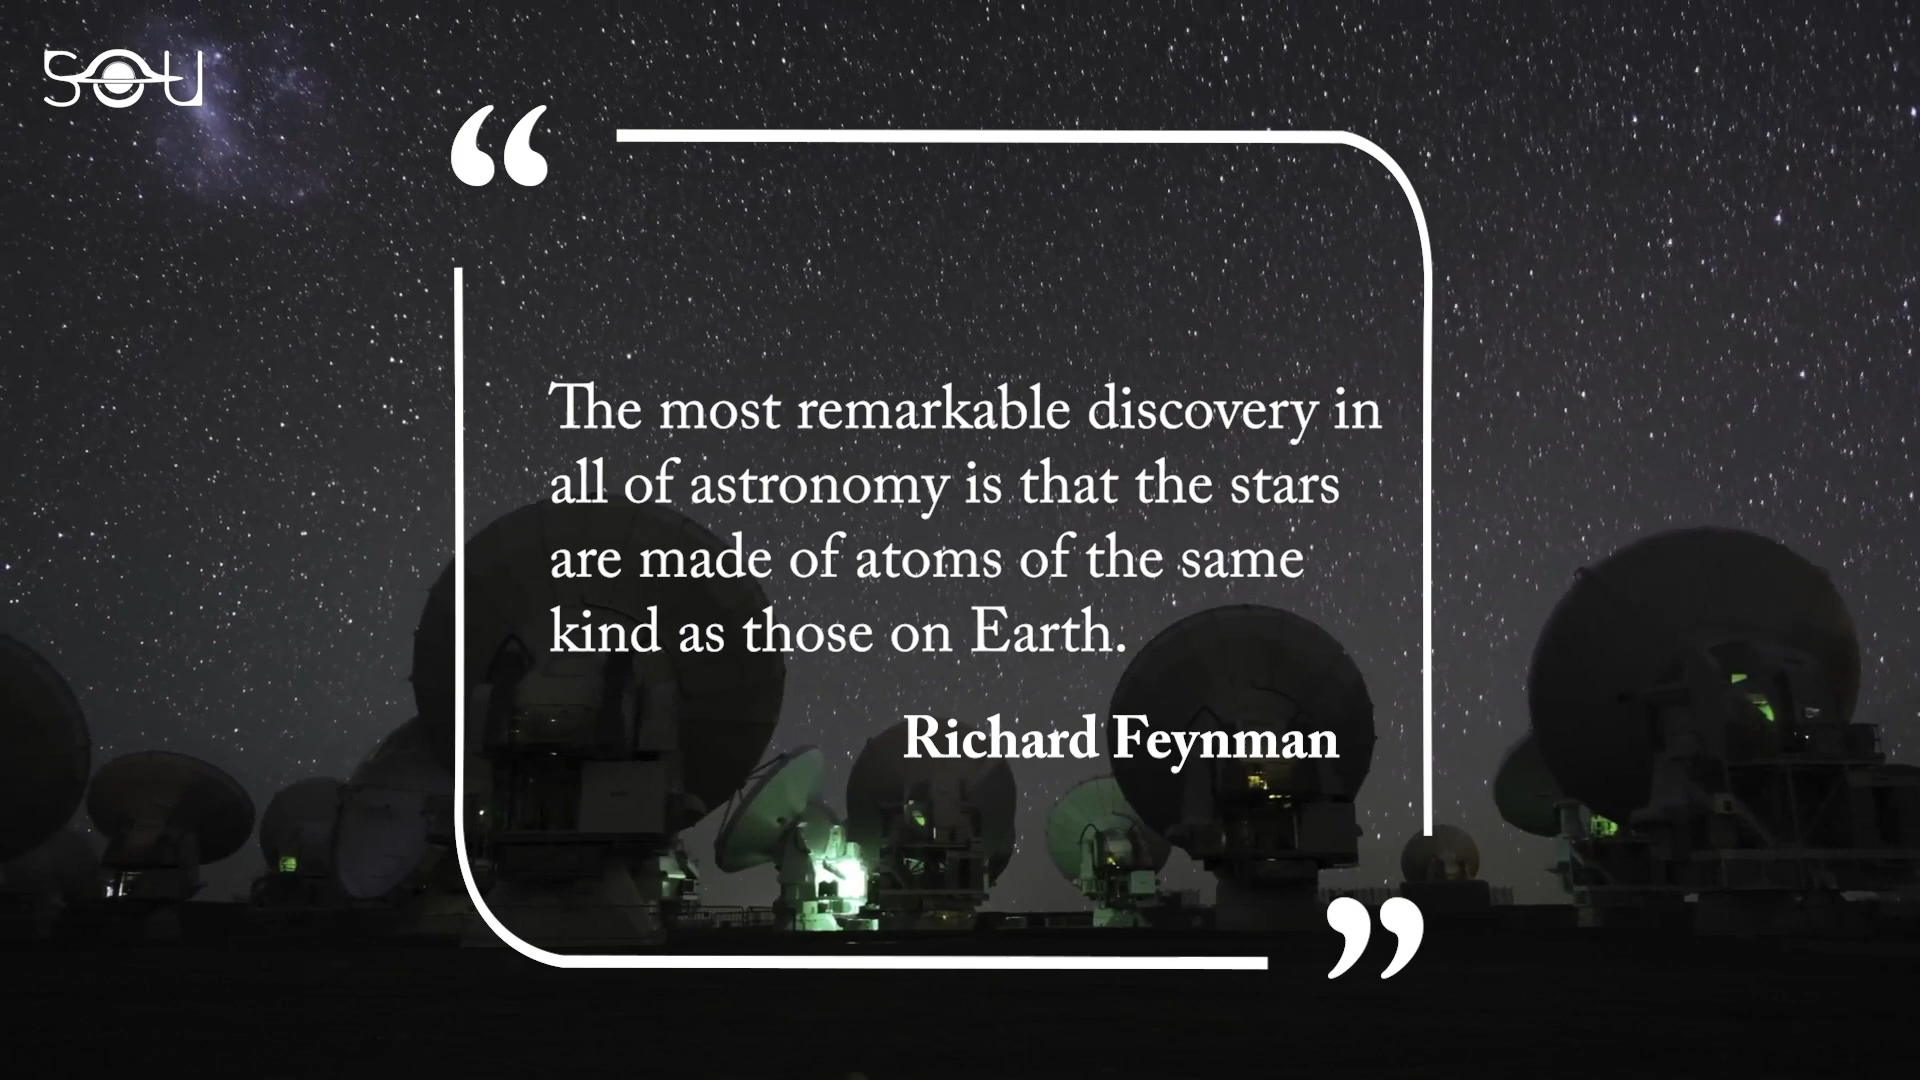 SOU
The most remarkable discovery in
all of astronomy is that the stars
are made of atoms of the same
kind as those on Earth.
Richard Feynman